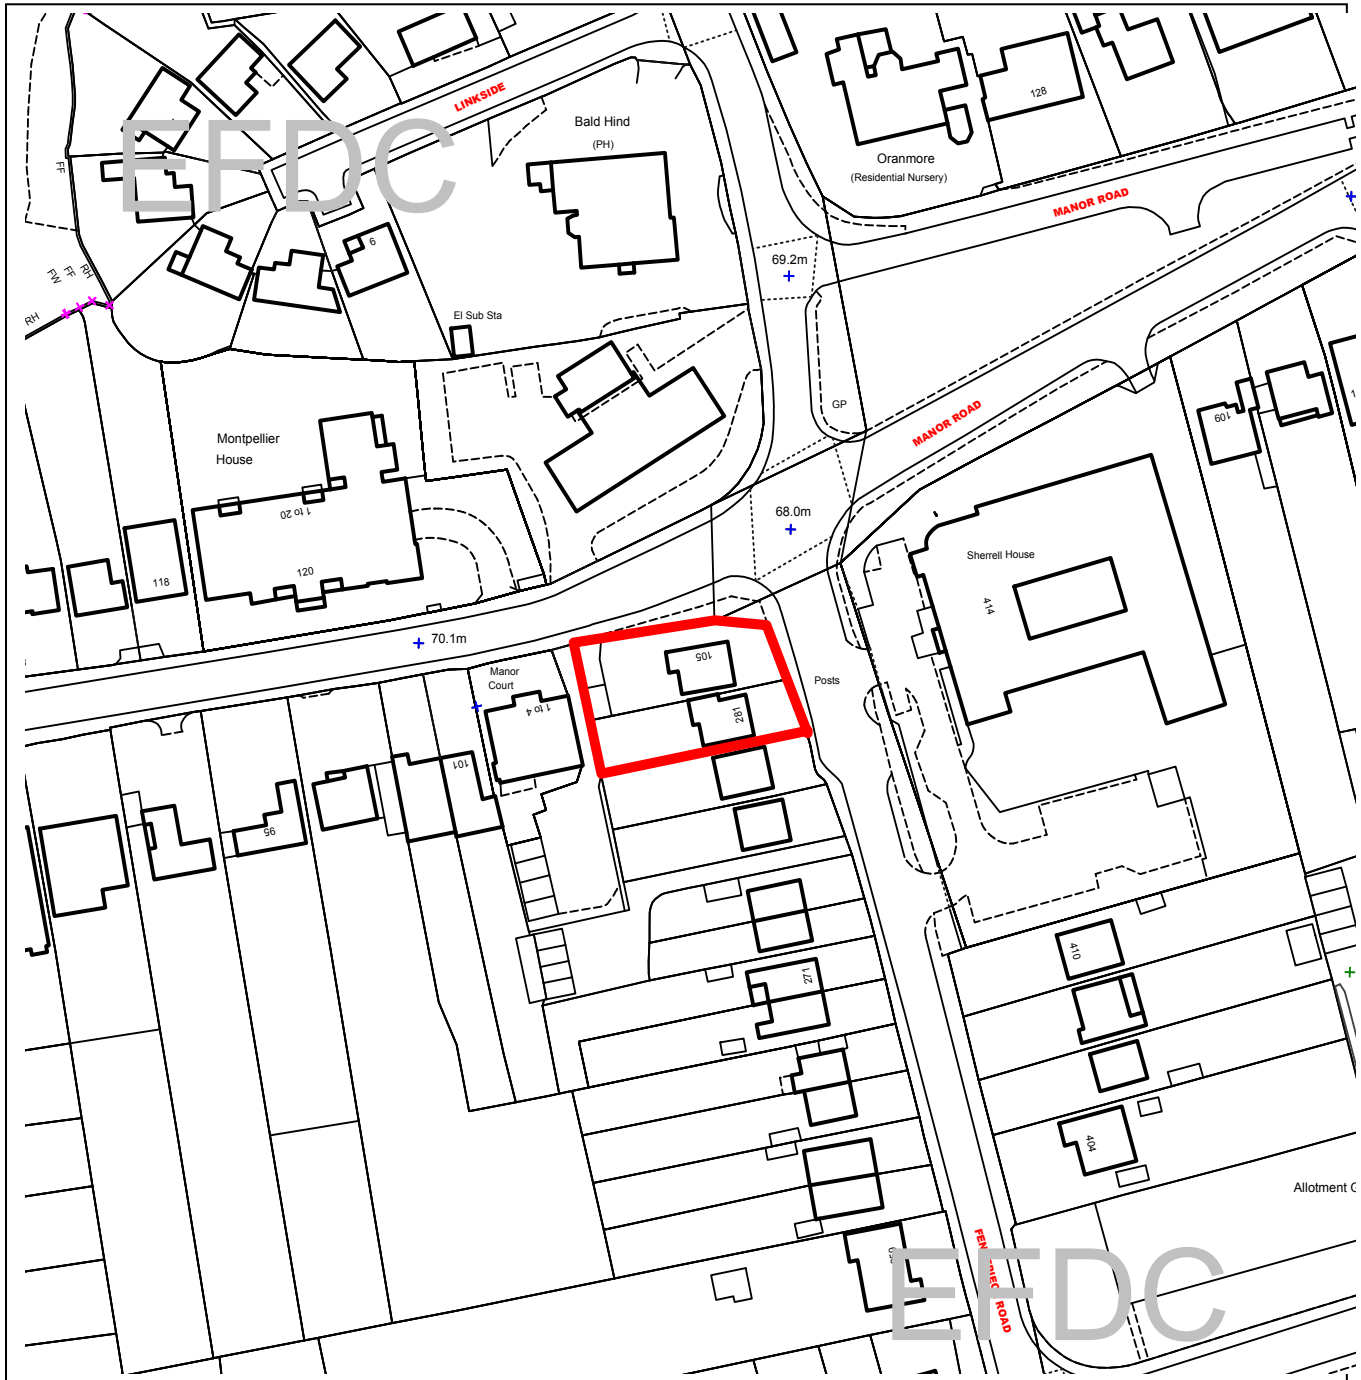 LINKSIDE
Bald Hind
(PH)
128
Oranmore
(Residential Nursery)
MANOR ROAD
EFDC
FF
6
RH
FF
FW
RH
69.2m
El Sub Sta
GP
MANOR ROAD
109
Montpellier
House
1 to 20
120
118
68.0m
Sherrell House
414
70.1m
Manor
Court
1 to 4
105
281
Posts
101
95
271
410
404
Allotment G
EFDC
ROAD